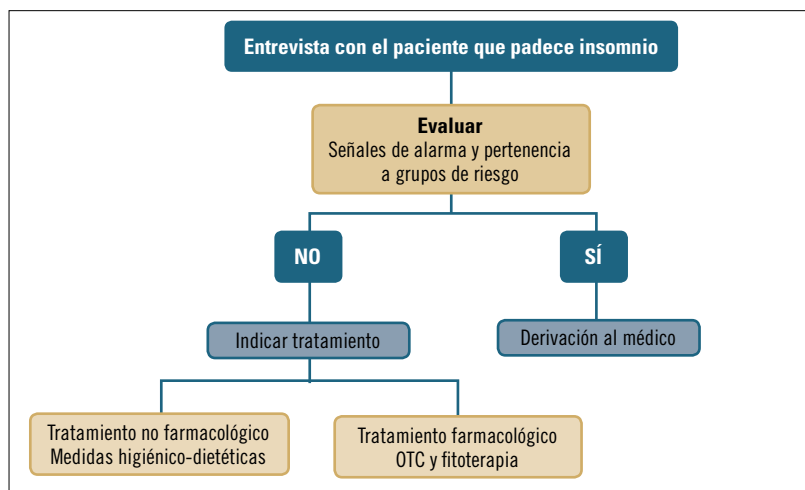 Entrevista con el paciente que padece insomnio
Evaluar
Señales de alarma y pertenencia
a grupos de riesgo
NO
SÍ
Indicar tratamiento
Derivación al médico
Tratamiento no farmacológico
Medidas higiénico-dietéticas
Tratamiento farmacológico
OTC y fitoterapia